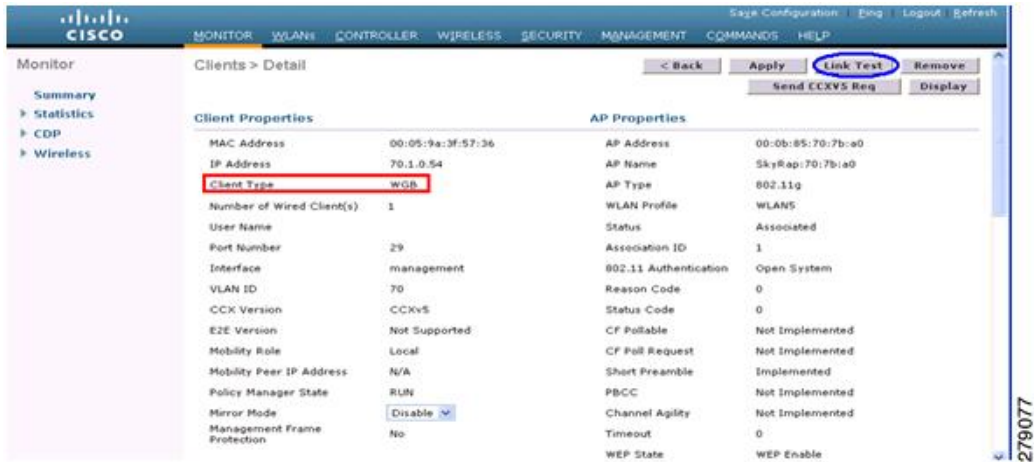 Save Configuration | Ping | Logout | Refresh
CISCO
MONITOR WLANs CONTROLLER WIRELESS SECURITY MANAGEMENT COMMANDS HELP
Monitor
Summary
Statistics
CDP
Wireless
Clients > Detail
< Back Apply Link Test Remove
Send CCXV5 Req Display
Client Properties
MAC Address 00:05:9a:3f:57:36
IP Address 70.1.0.54
Client Type WGB
Number of Wired Client(s) 1
User Name
Port Number 29
Interface management
VLAN ID 70
CCX Version CCXv5
E2E Version Not Supported
Mobility Role Local
Mobility Peer IP Address N/A
Policy Manager State RUN
Mirror Mode Disable
Management Frame
Protection No
AP Properties
AP Address 00:0b:85:70:7b:a0
AP Name SkyRap:70:7b:a0
AP Type 802.11g
WLAN Profile WLAN5
Status Associated
Association ID 1
802.11 Authentication Open System
Reason Code 0
Status Code 0
CF Pollable Not Implemented
CF Poll Request Not Implemented
Short Preamble Implemented
PBCC Not Implemented
Channel Agility Not Implemented
Timeout 0
WEP State WEP Enable
279077